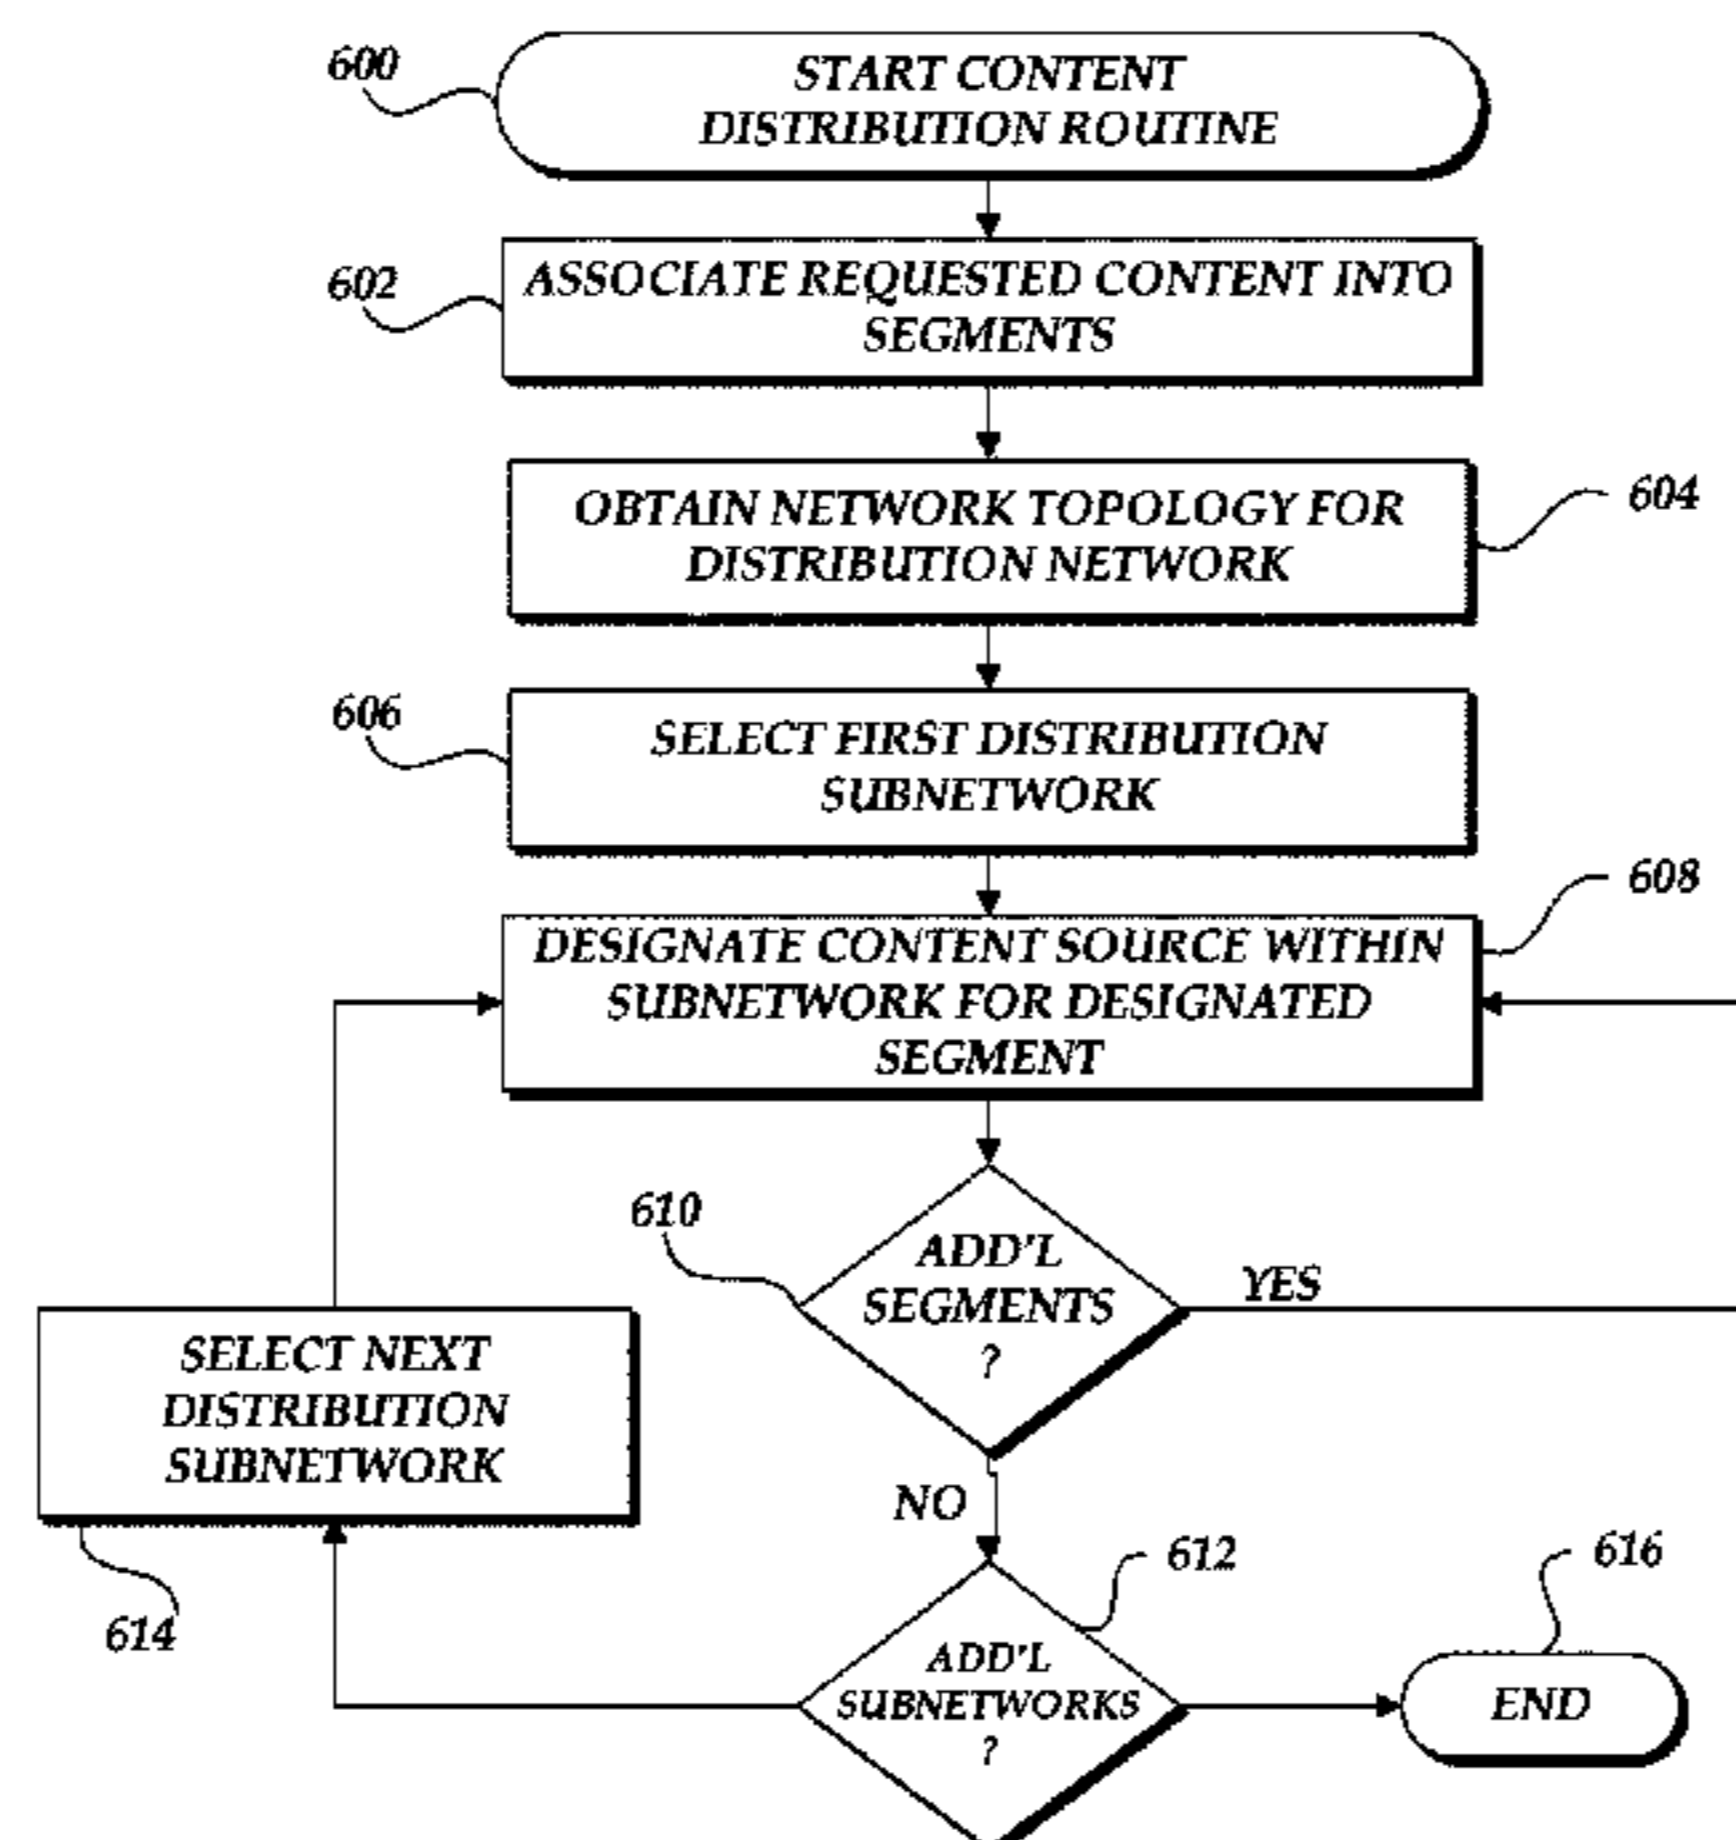 600
START CONTENT
DISTRIBUTION ROUTINE
602
ASSOCIATE REQUESTED CONTENT INTO
SEGMENTS
OBTAIN NETWORK TOPOLOGY FOR
DISTRIBUTION NETWORK
604
606
SELECT FIRST DISTRIBUTION
SUBNETWORK
608
DESIGNATE CONTENT SOURCE WITHIN
SUBNETWORK FOR DESIGNATED
SEGMENT
610
ADD'L
SEGMENTS
?
YES
SELECT NEXT
DISTRIBUTION
SUBNETWORK
614
NO
612
ADD'L
SUBNETWORKS
?
616
END